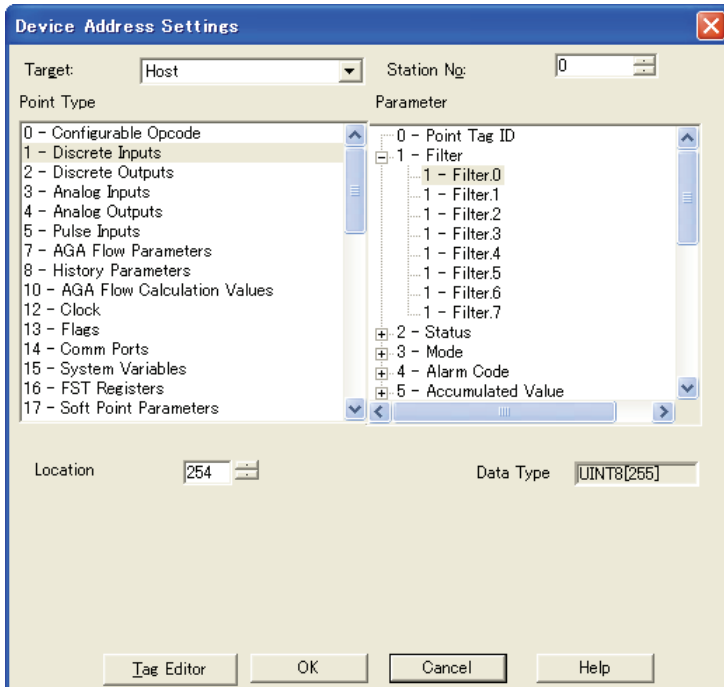 Device Address Settings
Target: Host Station No: 0
Point Type Parameter
0 - Configurable Opcode
1 - Discrete Inputs
2 - Discrete Outputs
3 - Analog Inputs
4 - Analog Outputs
5 - Pulse Inputs
7 - AGA Flow Parameters
8 - History Parameters
10 - AGA Flow Calculation Values
12 - Clock
13 - Flags
14 - Comm Ports
15 - System Variables
16 - FST Registers
17 - Soft Point Parameters
0 - Point Tag ID
1 - Filter
1 - Filter.0
1 - Filter.1
1 - Filter.2
1 - Filter.3
1 - Filter.4
1 - Filter.5
1 - Filter.6
1 - Filter.7
2 - Status
3 - Mode
4 - Alarm Code
5 - Accumulated Value
Location 254 Data Type UINT8[255]
Tag Editor OK Cancel Help